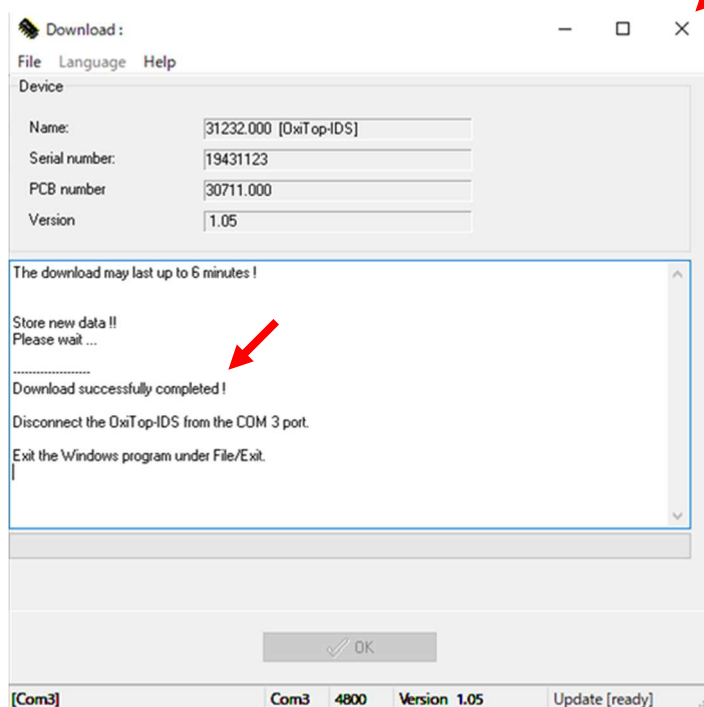 Download :
File Language Help
Device
Name: 31232.000 [OxiTop-IDS]
Serial number: 19431123
PCB number 30711.000
Version 1.05
The download may last up to 6 minutes !
Store new data !!
Please wait ...
--------------------
Download successfully completed !
Disconnect the OxiTop-IDS from the COM 3 port.
Exit the Windows program under File/Exit.
OK
[Com3] Com3 4800 Version 1.05 Update [ready]